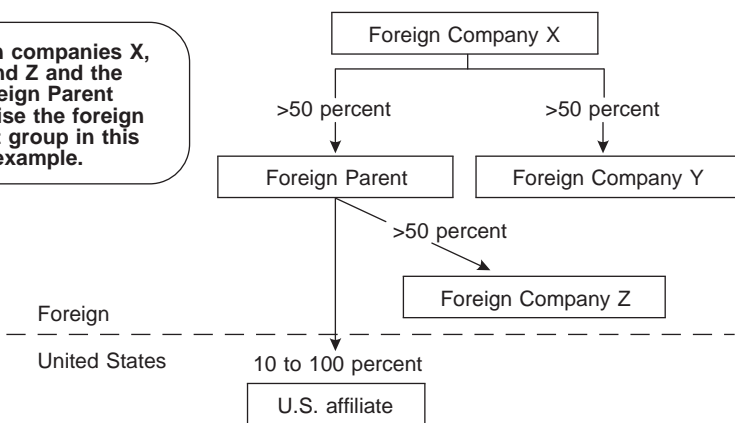 companies X,
nd Z and the
eign Parent
ise the foreign
group in this
example.
Foreign Company X
>50 percent
>50 percent
Foreign Parent
Foreign Company Y
>50 percent
Foreign Company Z
Foreign
United States
10 to 100 percent
U.S. affiliate